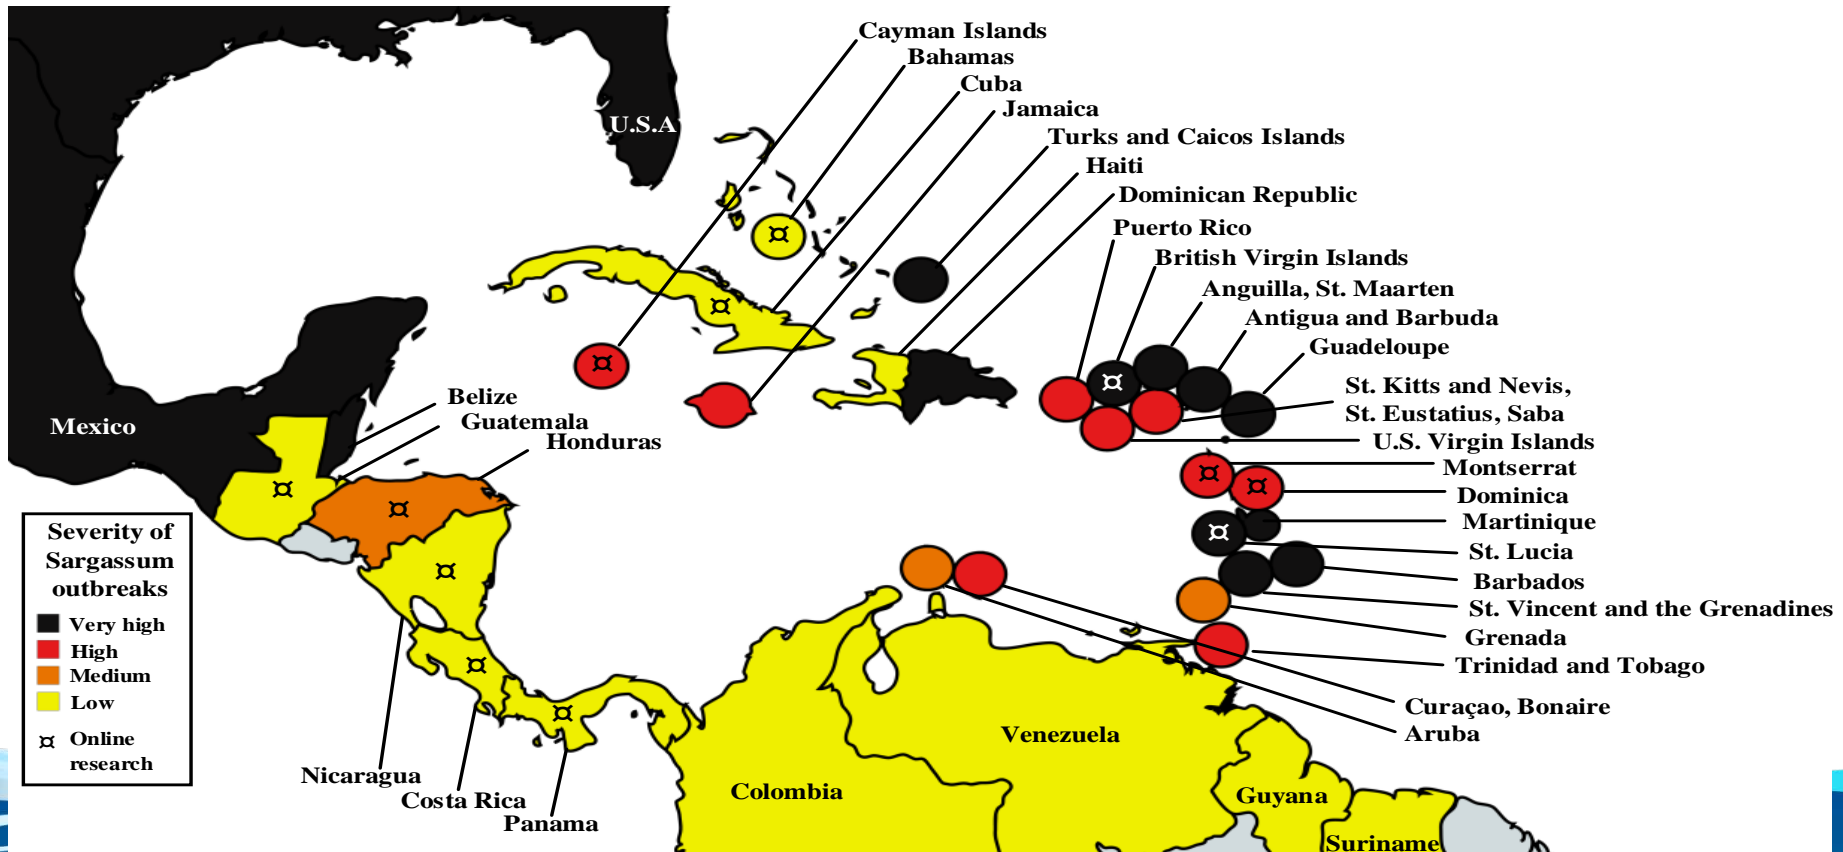 Cayman Islands
Bahamas
Cuba
Jamaica
U.S.A
Turks and Caicos Islands
Haiti
Dominican Republic
Puerto Rico
British Virgin Islands
Anguilla, St. Maarten
Antigua and Barbuda
Guadeloupe
St. Kitts and Nevis,
St. Eustatius, Saba
U.S. Virgin Islands
Montserrat
Dominica
Martinique
St. Lucia
Barbados
St. Vincent and the Grenadines
Grenada
Trinidad and Tobago
Curaçao, Bonaire
Aruba
Belize
Guatemala
Honduras
Mexico
Severity of
Sargassum
outbreaks
Very high
High
Medium
Low
¤ Online
research
Nicaragua
Costa Rica
Panama
Colombia
Venezuela
Guyana
Suriname